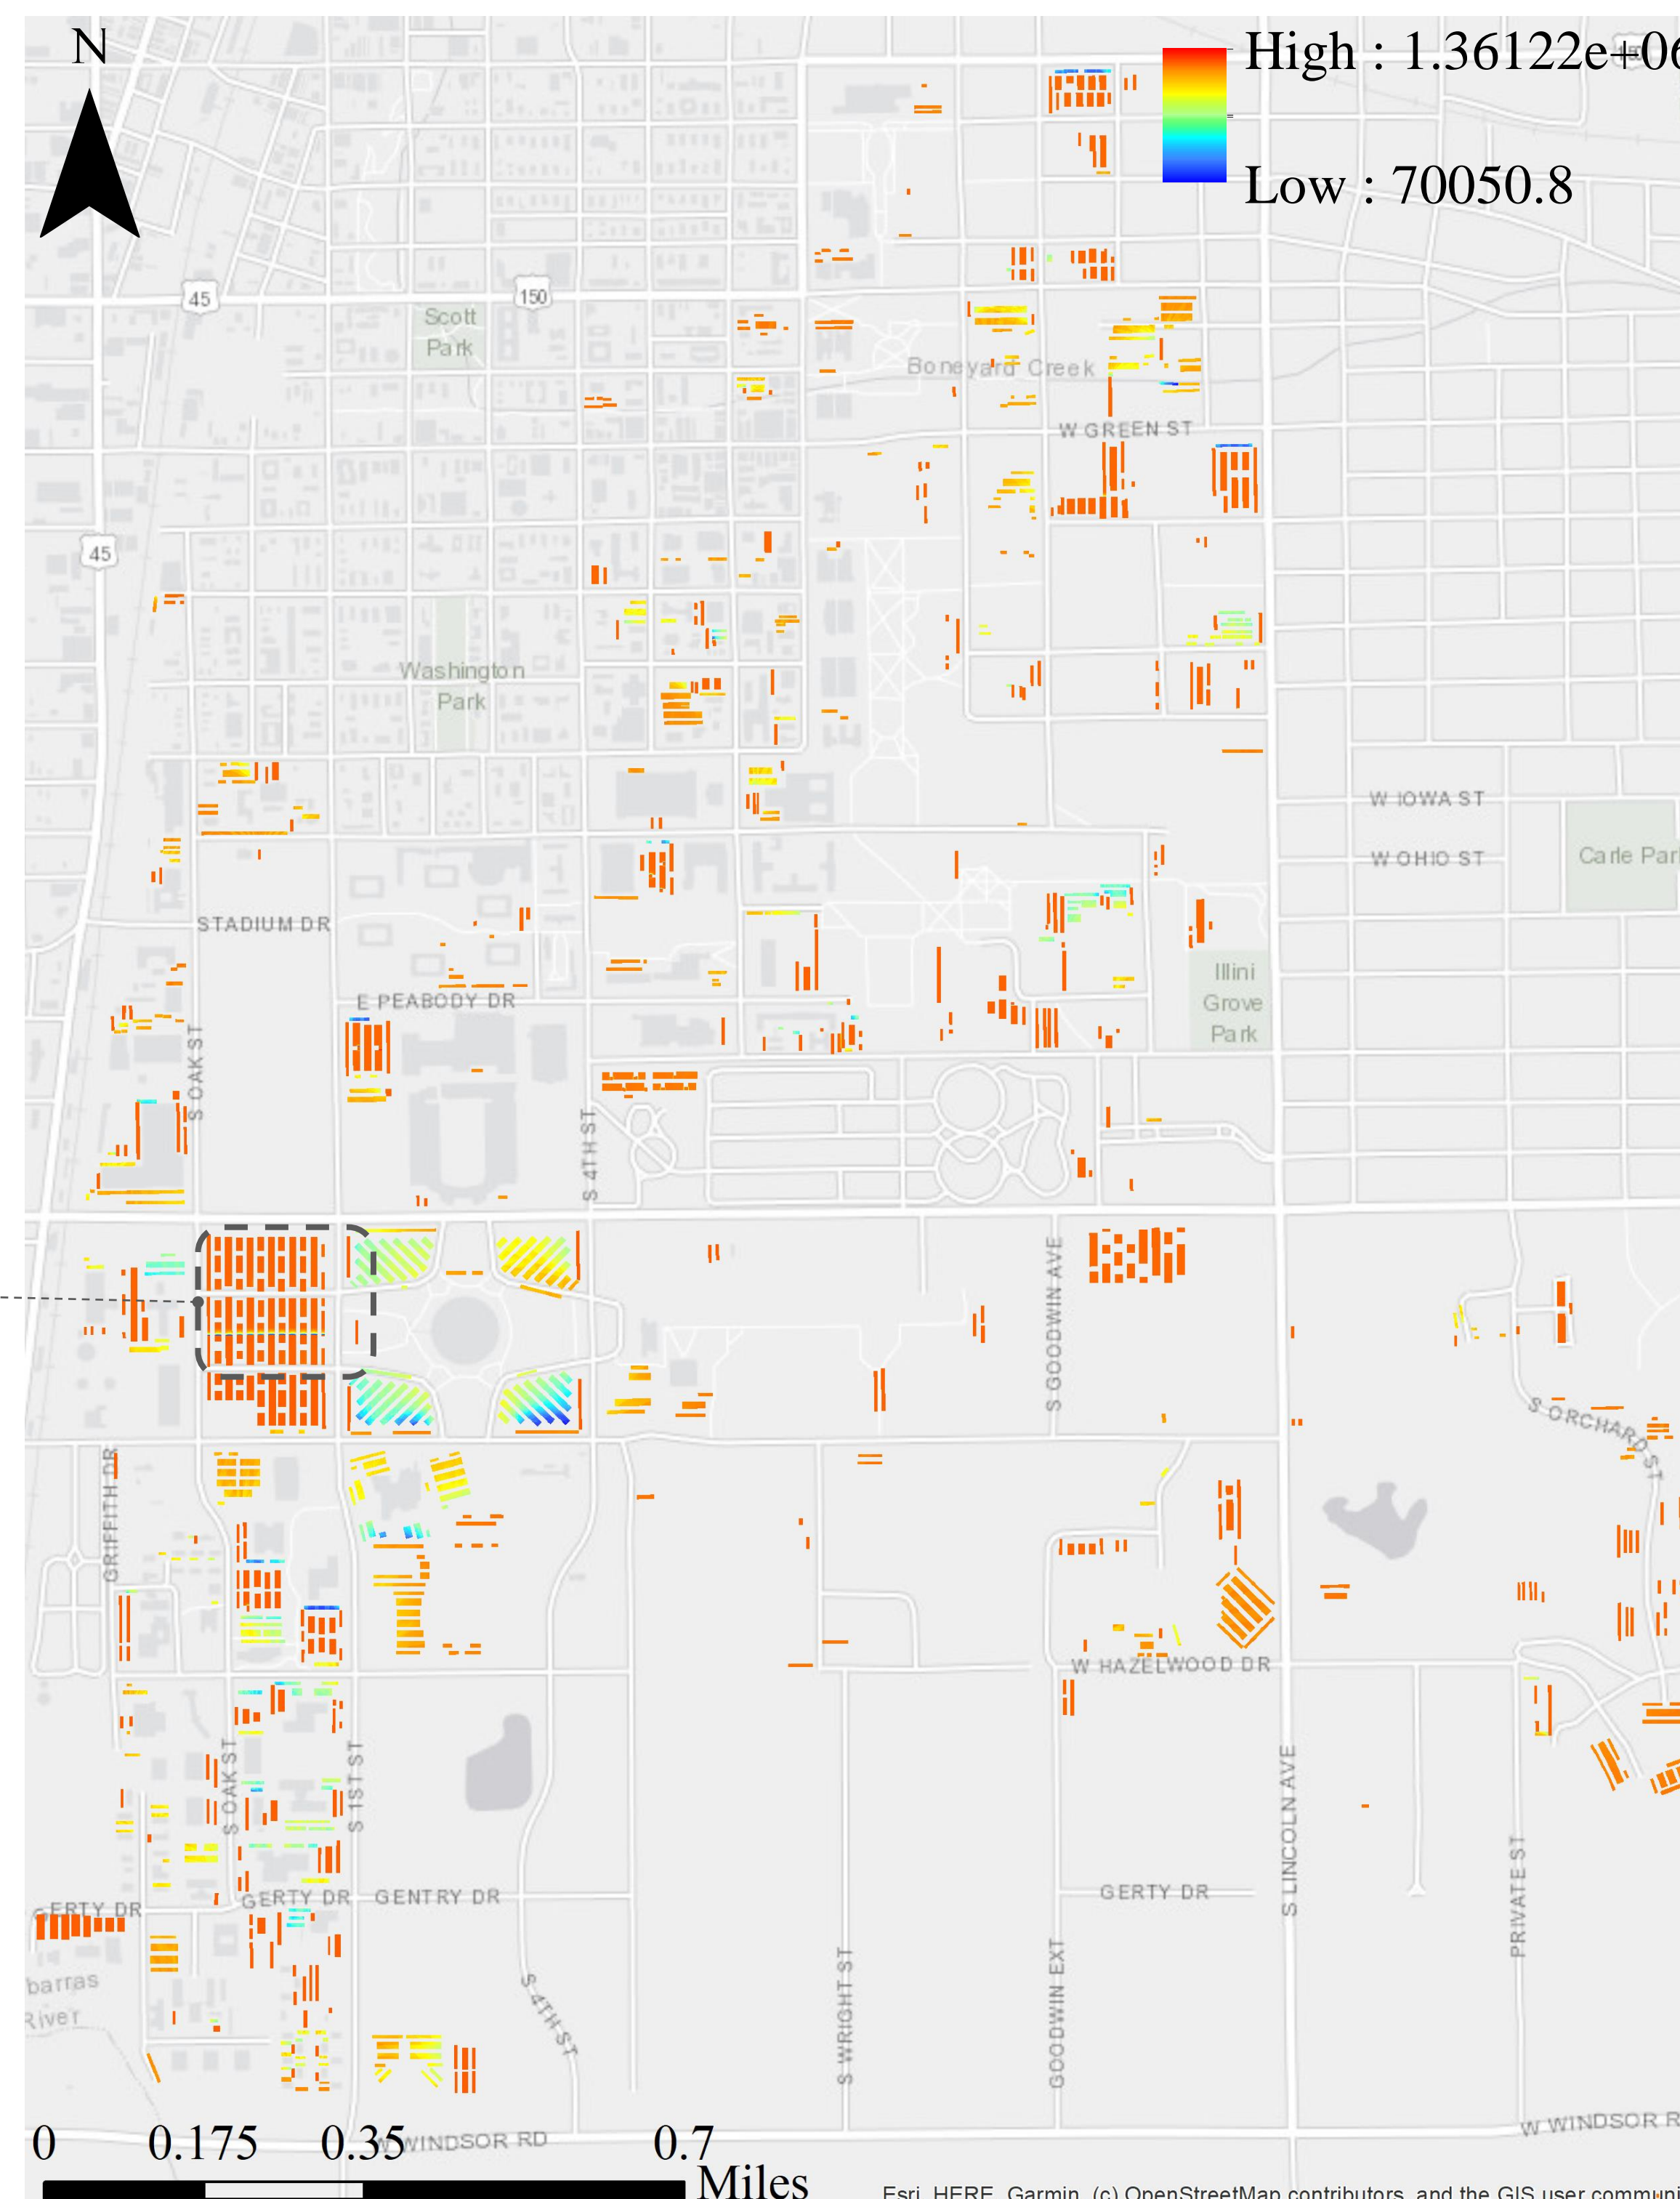 N
High : 1.36122e+06
Low : 70050.8
45
150
Scott
Park
Boneyard Creek
W GREEN ST
45
Washington
Park
W IOWA ST
W OHIO ST
Carle Park
STADIUM DR
Illini
Grove
Park
E PEABODY DR
S OAK ST
S 4TH ST
S GOODWIN AVE
S ORCHARD ST
GRIFFITH DR
W HAZELWOOD DR
S OAK ST
S 1ST ST
S LINCOLN AVE
PRIVATE ST
GERTY DR
GERTY DR
GENTRY DR
GERTY DR
barras
River
S 4TH ST
S WRIGHT ST
GOODWIN EXT
0 0.175 0.35 0.7
W WINDSOR RD
W WINDSOR R
Miles
Esri, HERE, Garmin, (c) OpenStreetMap contributors, and the GIS user commun